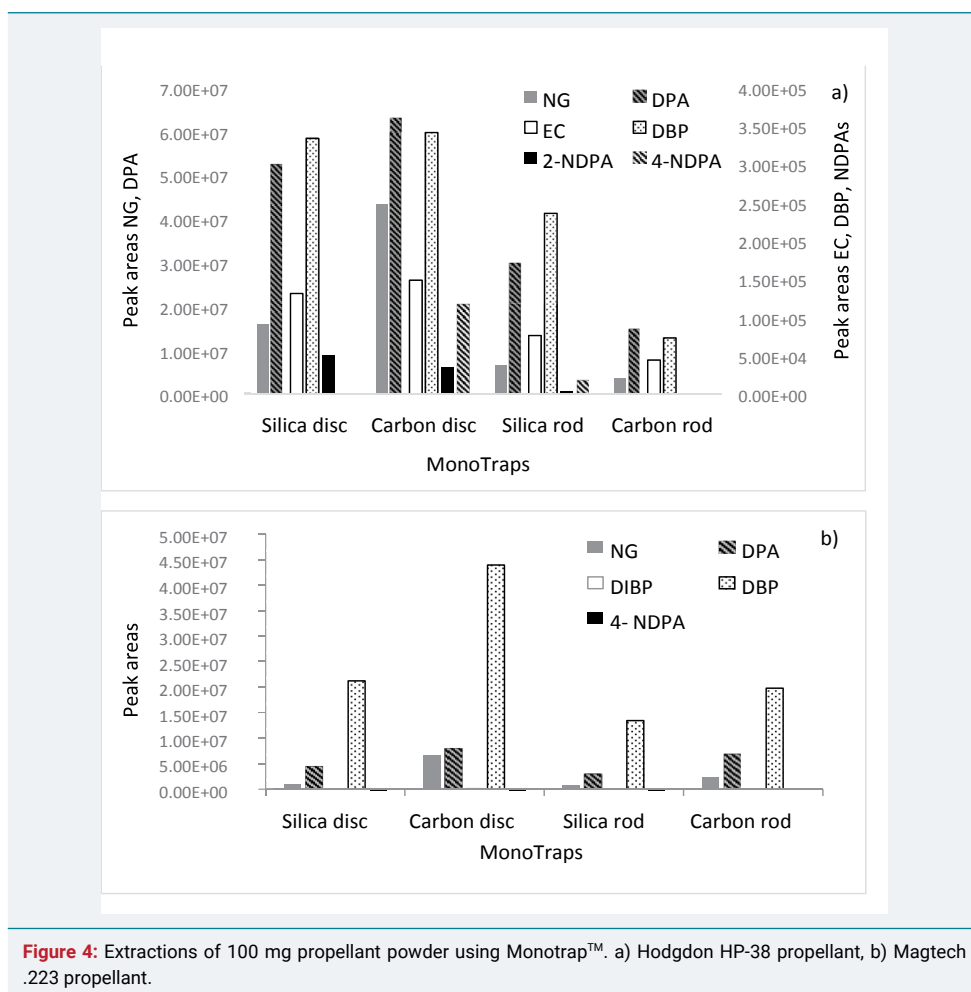 a)
7.00E+07
6.00E+07
5.00E+07
4.00E+07
3.00E+07
2.00E+07
1.00E+07
0.00E+00
Peak areas NG, DPA
NG DPA
EC DBP
2-NDPA 4-NDPA
4.00E+05
3.50E+05
3.00E+05
2.50E+05
2.00E+05
1.50E+05
1.00E+05
5.00E+04
0.00E+00
Peak areas EC, DBP, NDPAs
Silica disc Carbon disc Silica rod Carbon rod
MonoTraps
b)
5.00E+07
4.50E+07
4.00E+07
3.50E+07
3.00E+07
2.50E+07
2.00E+07
1.50E+07
1.00E+07
5.00E+06
0.00E+00
Peak areas
NG DPA
DIBP DBP
4- NDPA
Silica disc Carbon disc Silica rod Carbon rod
MonoTraps
Figure 4: Extractions of 100 mg propellant powder using Monotrap™. a) Hodgdon HP-38 propellant, b) Magtech
.223 propellant.